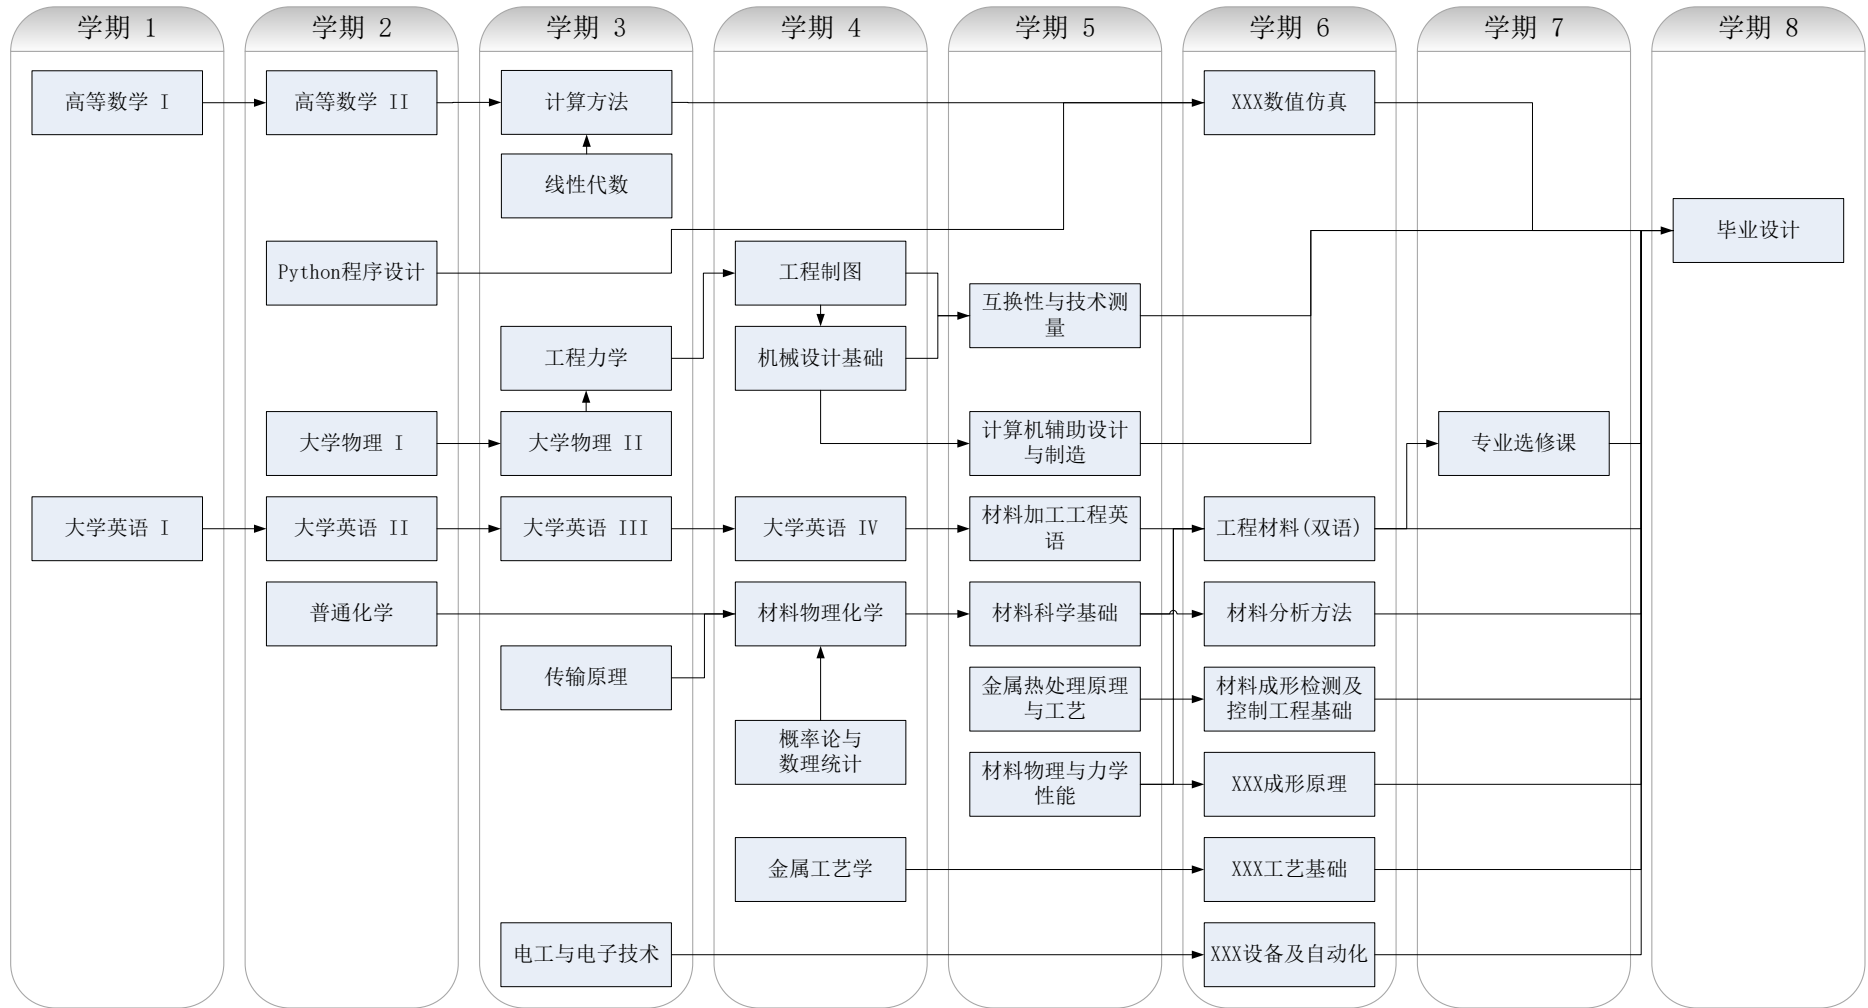 学期 1
学期 2
学期 3
学期 4
学期 5
学期 6
学期 7
学期 8
高等数学 I
大学英语 I
高等数学 II
Python程序设计
大学物理 I
大学英语 II
普通化学
计算方法
线性代数
工程力学
大学物理 II
大学英语 III
传输原理
电工与电子技术
工程制图
机械设计基础
大学英语 IV
材料物理化学
概率论与
数理统计
金属工艺学
互换性与技术测
量
计算机辅助设计
与制造
材料加工工程英
语
材料科学基础
金属热处理原理
与工艺
材料物理与力学
性能
XXX数值仿真
工程材料(双语)
材料分析方法
材料成形检测及
控制工程基础
XXX成形原理
XXX工艺基础
XXX设备及自动化
专业选修课
毕业设计